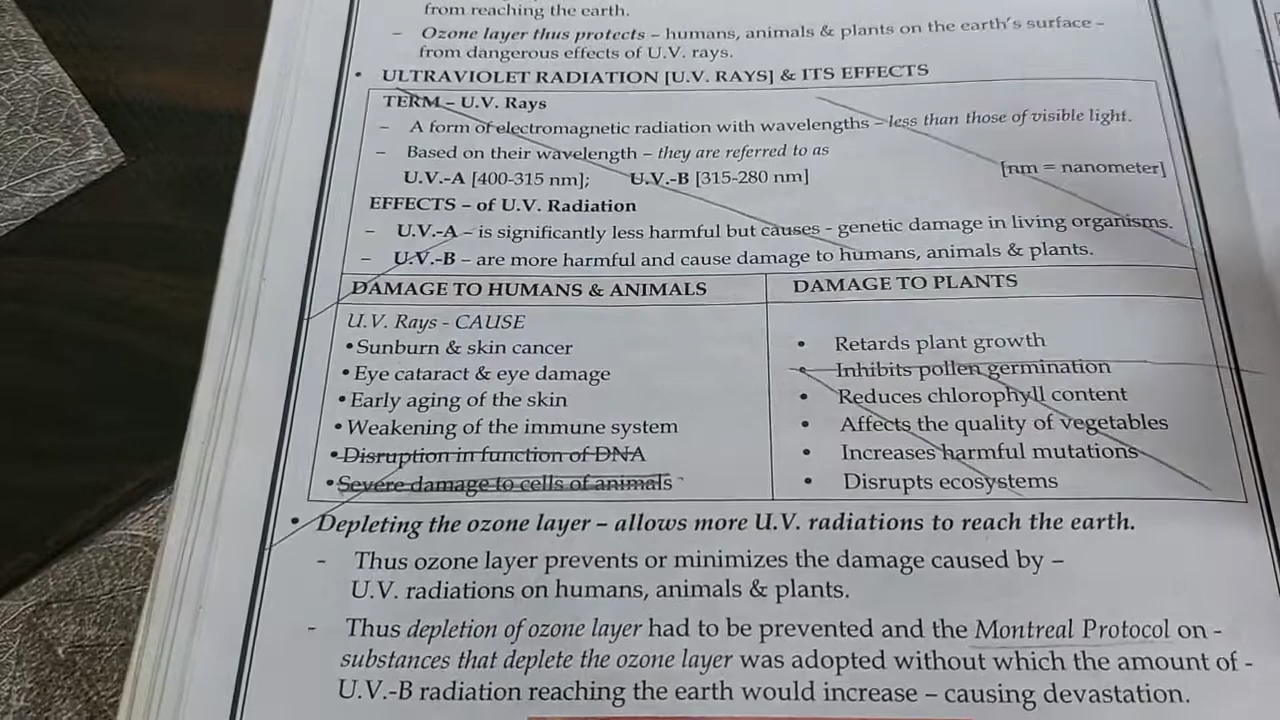 from reaching the earth.
– Ozone layer thus protects – humans, animals & plants on the earth's surface –
from dangerous effects of U.V. rays.
• ULTRAVIOLET RADIATION [U.V. RAYS] & ITS EFFECTS
TERM – U.V. Rays
– A form of electromagnetic radiation with wavelengths – less than those of visible light.
– Based on their wavelength – they are referred to as
U.V.-A [400-315 nm]; U.V.-B [315-280 nm] [nm = nanometer]
EFFECTS – of U.V. Radiation
– U.V.-A – is significantly less harmful but causes - genetic damage in living organisms.
– U.V.-B – are more harmful and cause damage to humans, animals & plants.
DAMAGE TO HUMANS & ANIMALS
U.V. Rays - CAUSE
• Sunburn & skin cancer
• Eye cataract & eye damage
• Early aging of the skin
• Weakening of the immune system
• Disruption in function of DNA
• Severe damage to cells of animals
DAMAGE TO PLANTS
• Retards plant growth
• Inhibits pollen germination
• Reduces chlorophyll content
• Affects the quality of vegetables
• Increases harmful mutations
• Disrupts ecosystems
• Depleting the ozone layer – allows more U.V. radiations to reach the earth.
- Thus ozone layer prevents or minimizes the damage caused by –
U.V. radiations on humans, animals & plants.
- Thus depletion of ozone layer had to be prevented and the Montreal Protocol on -
substances that deplete the ozone layer was adopted without which the amount of -
U.V.-B radiation reaching the earth would increase – causing devastation.